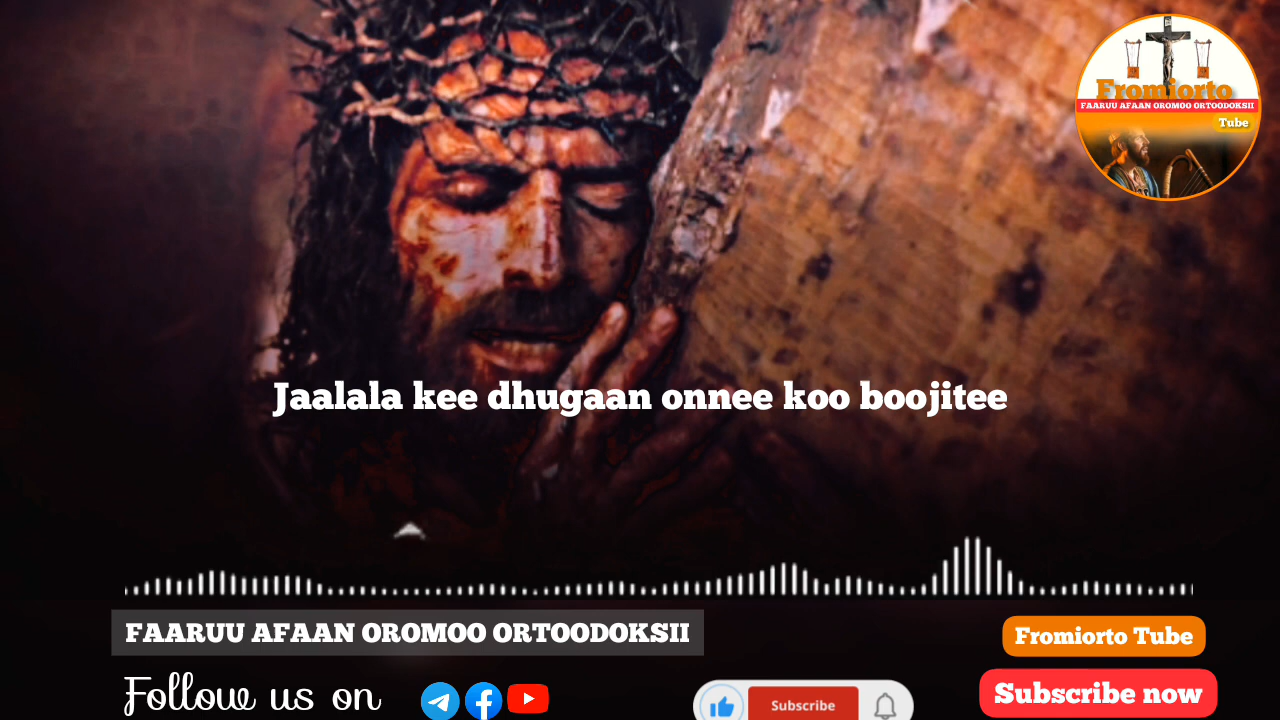 Fromiorto
FAARUU AFAAN OROMOO ORTOODOKSII
Tube
Jaalala kee dhugaan onnee koo boojitee
FAARUU AFAAN OROMOO ORTOODOKSII
Fromiorto Tube
Follow us on
Subscribe
Subscribe now